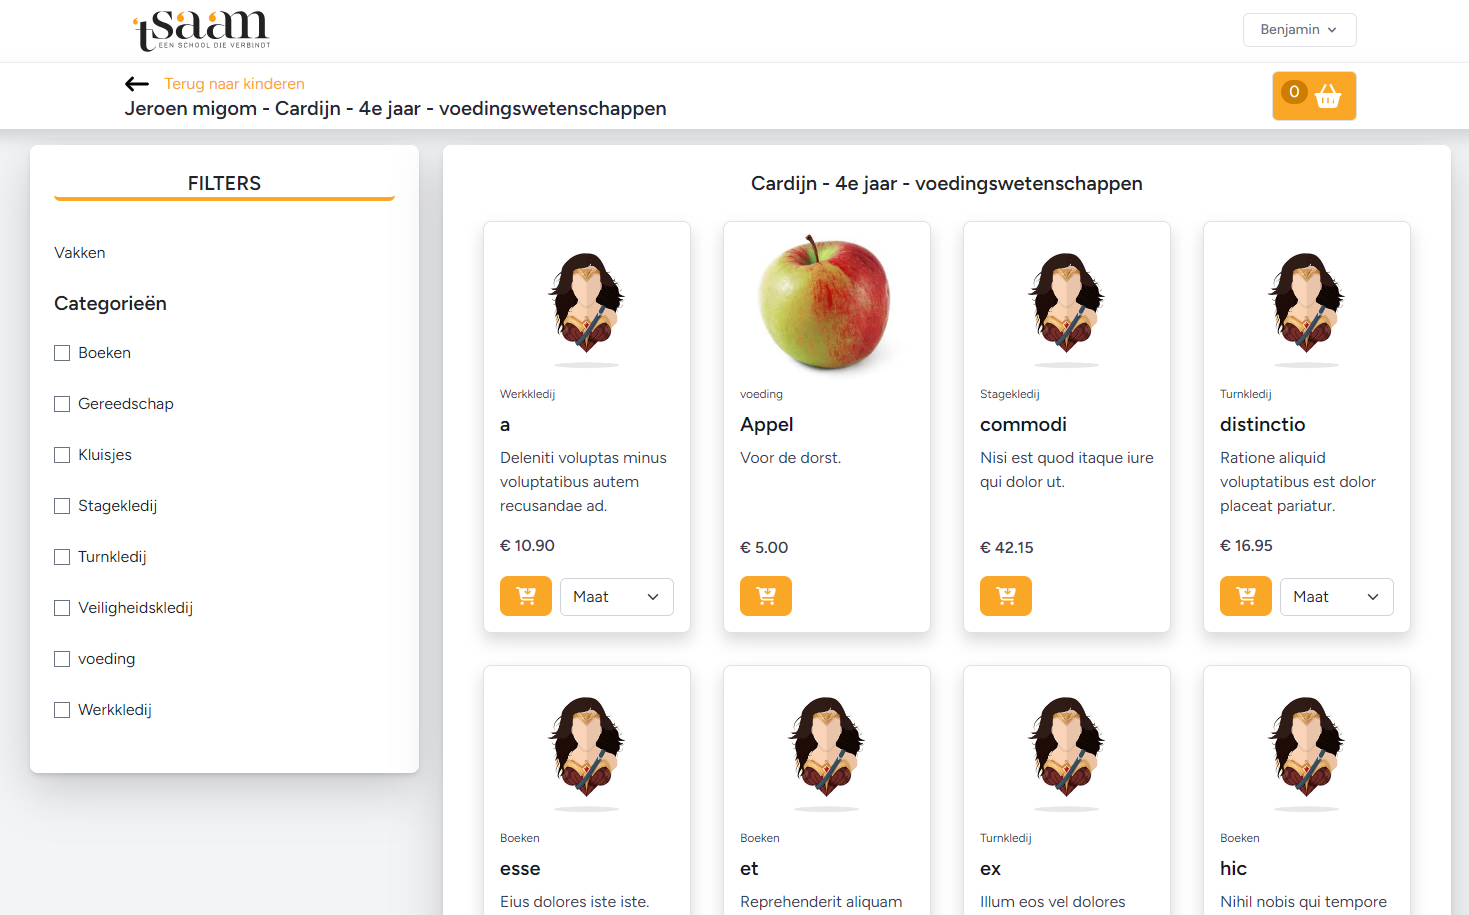 'tsaam
EEN SCHOOL DIE VERBINDT
Benjamin
Terug naar kinderen
Jeroen migom - Cardijn - 4e jaar - voedingswetenschappen
0
FILTERS
Vakken
Categorieën
Boeken
Gereedschap
Kluisjes
Stagekledij
Turnkledij
Veiligheidskledij
voeding
Werkkledij
Cardijn - 4e jaar - voedingswetenschappen
Werkkledij
a
Deleniti voluptas minus
voluptatibus autem
recusandae ad.
€ 10.90
Maat
voeding
Appel
Voor de dorst.
€ 5.00
Stagekledij
commodi
Nisi est quod itaque iure
qui dolor ut.
€ 42.15
Turnkledij
distinctio
Ratione aliquid
voluptatibus est dolor
placeat pariatur.
€ 16.95
Maat
Boeken
esse
Eius dolores iste iste.
Boeken
et
Reprehenderit aliquam
Turnkledij
ex
Illum eos vel dolores
Boeken
hic
Nihil nobis qui tempore